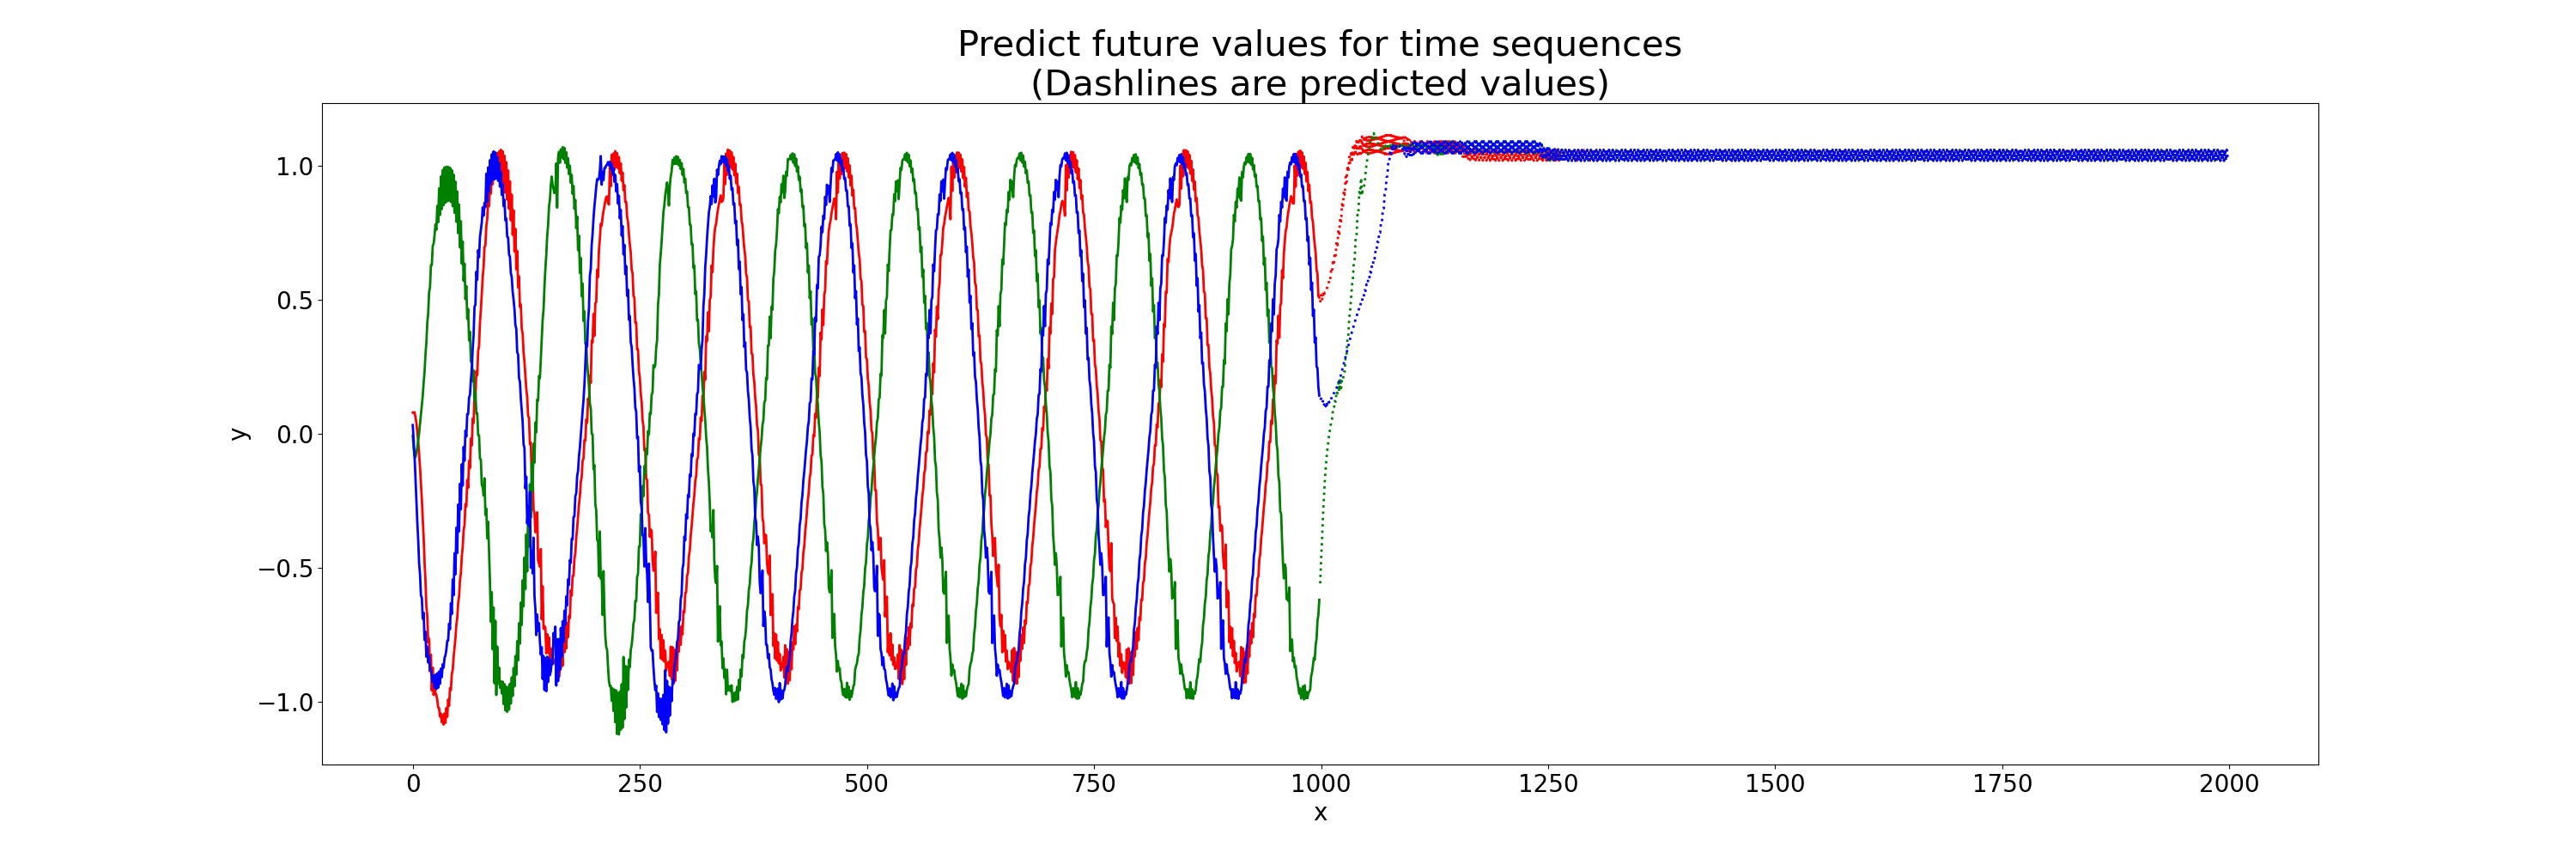 Predict future values for time sequences
(Dashlines are predicted values)
1.0
0.5
0.0
−0.5
−1.0
y
0 250 500 750 1000 1250 1500 1750 2000
x